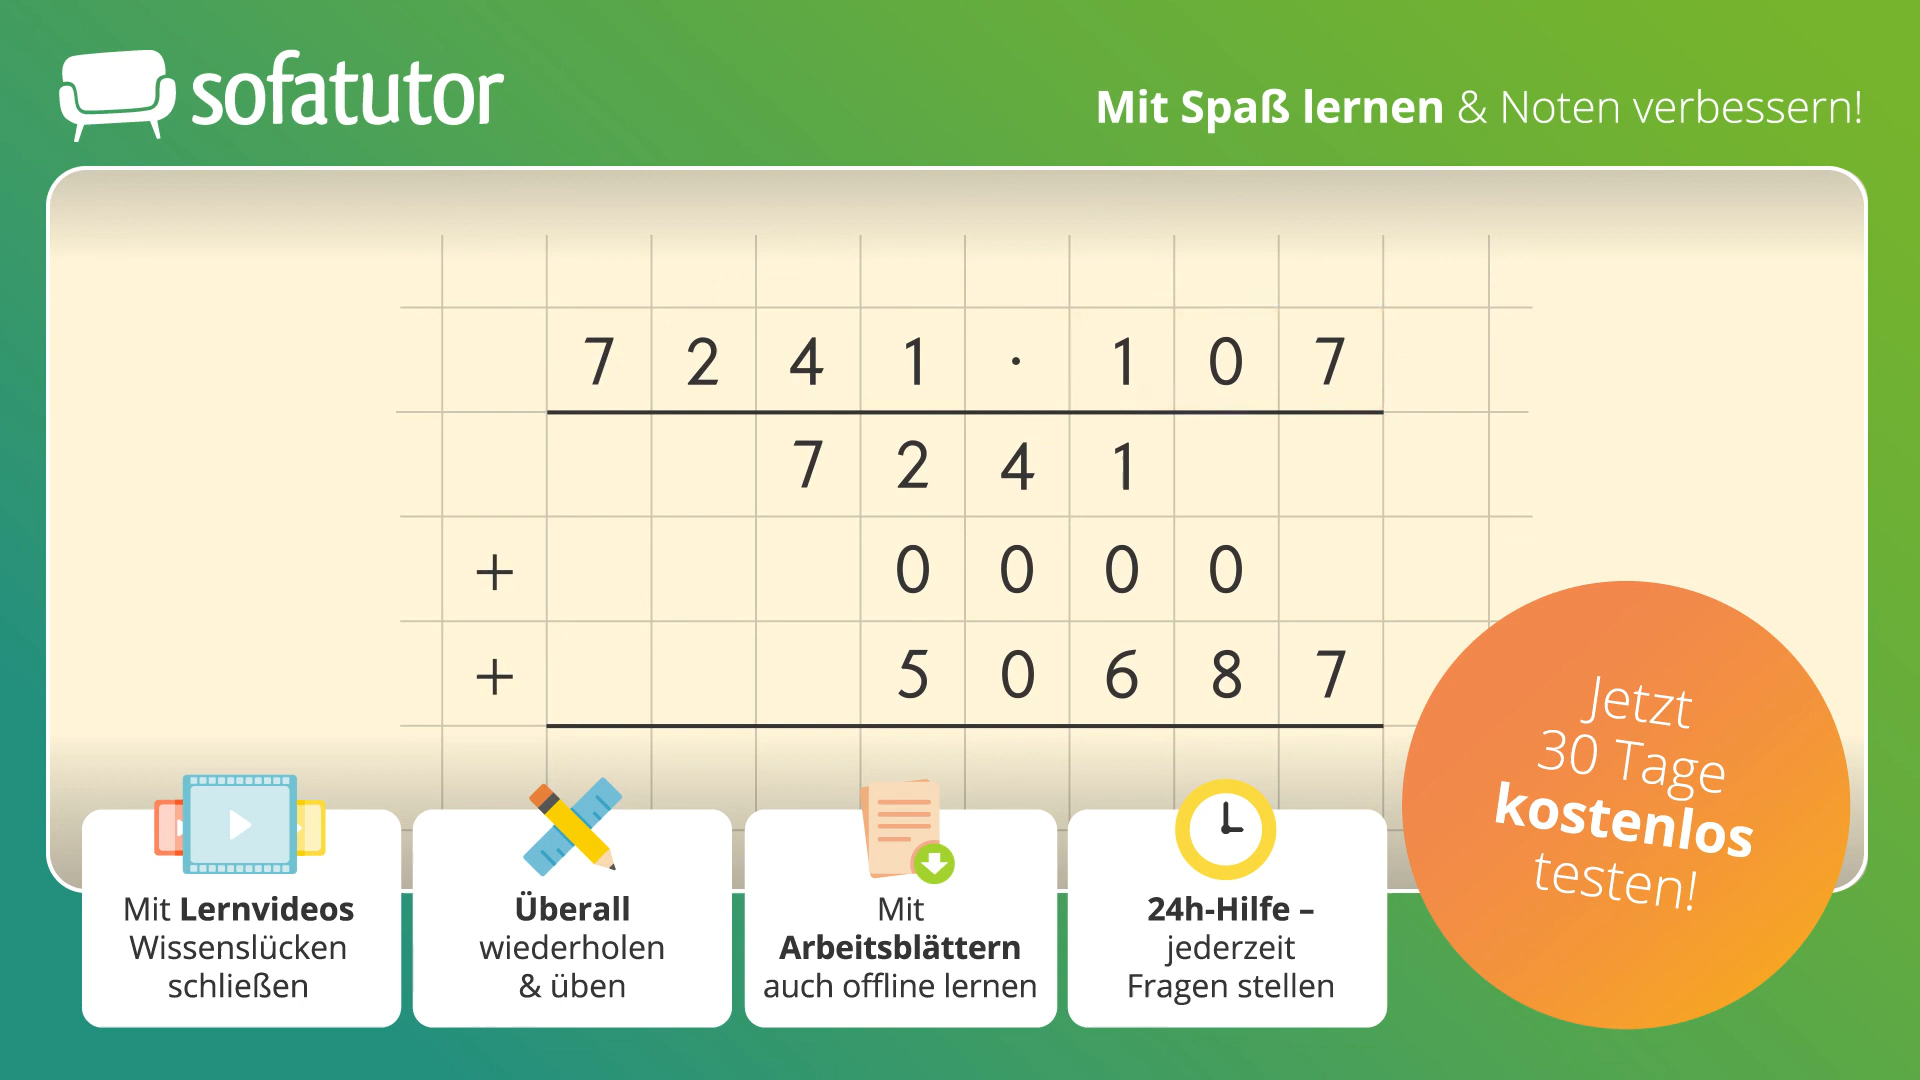 sofatutor
Mit Spaß lernen & Noten verbessern!
7 2 4 1 · 1 0 7
7 2 4 1
+ 0 0 0 0
+ 5 0 6 8 7
Jetzt
30 Tage
kostenlos
testen!
Mit Lernvideos
Wissenslücken
schließen
Überall
wiederholen
& üben
Mit
Arbeitsblättern
auch offline lernen
24h-Hilfe –
jederzeit
Fragen stellen